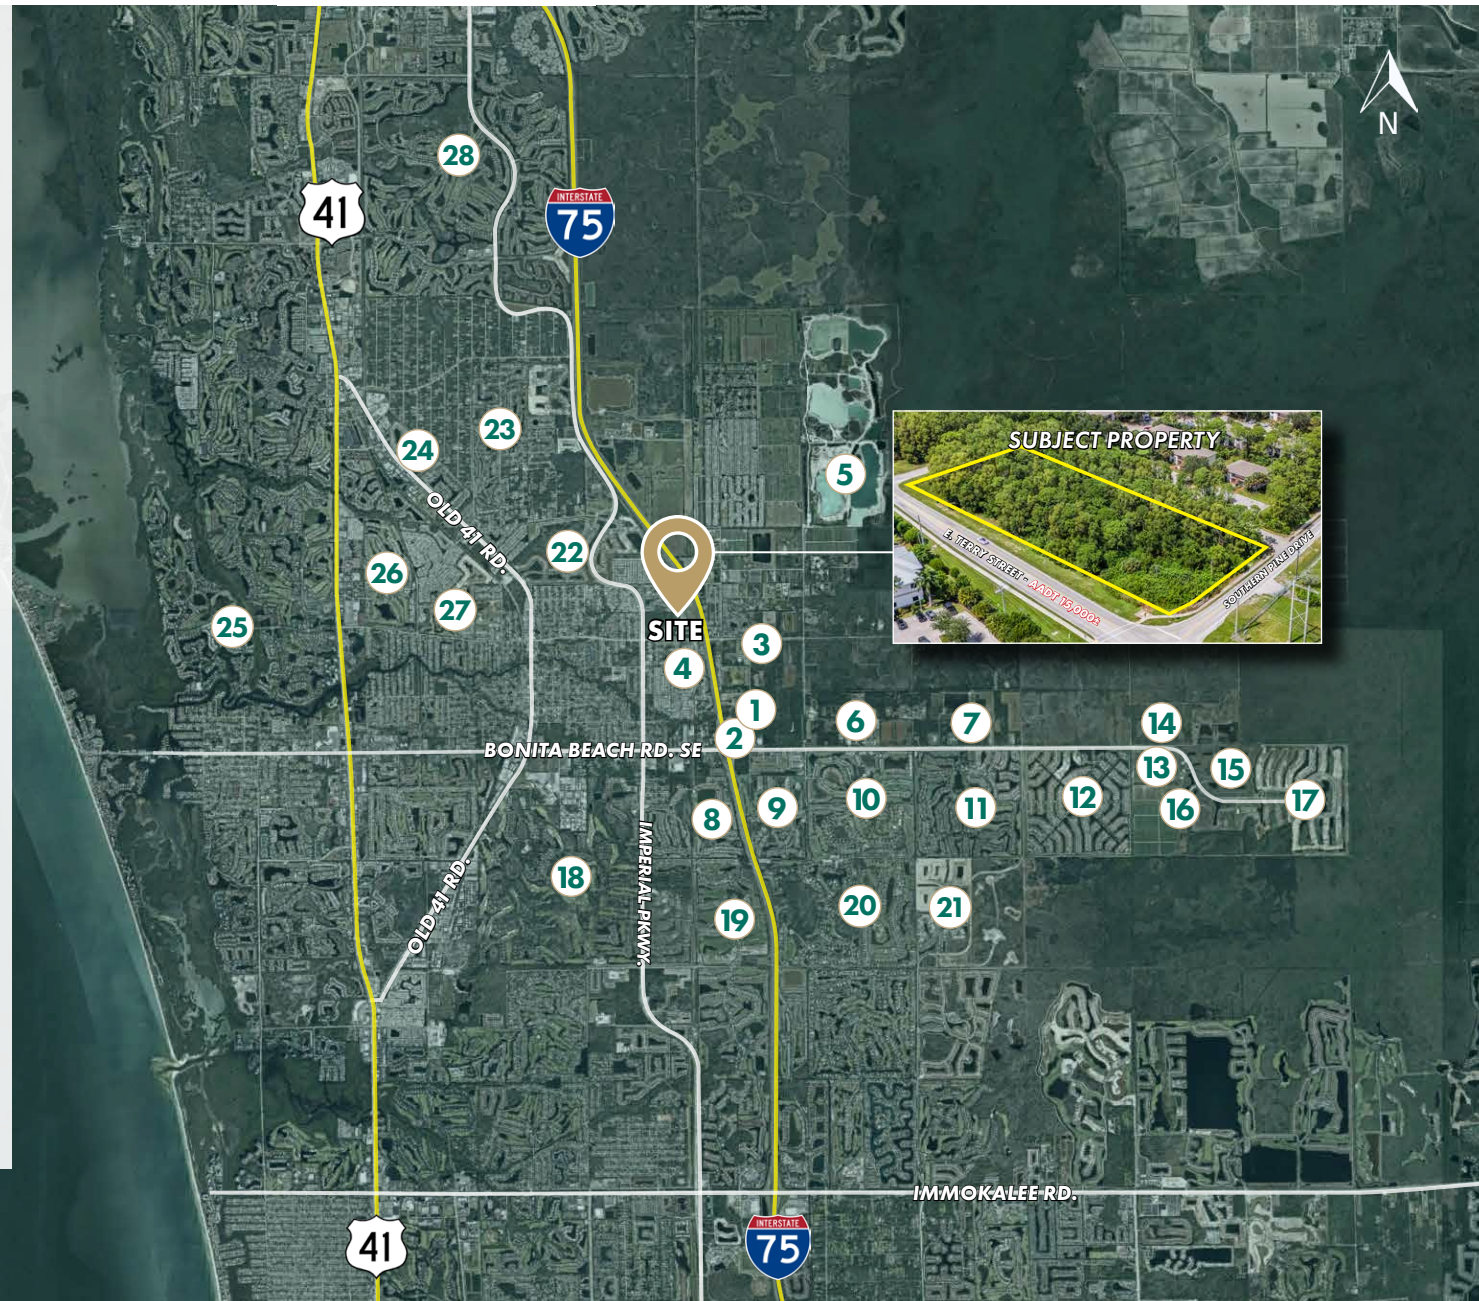 N
28
41
INTERSTATE
75
23
24
SUBJECT PROPERTY
5
OLD 41 RD.
E. TERRY STREET - AADT 15,000±
SOUTHERN PINE DRIVE
22
26
27
25
SITE
3
4
1
2
6
7
14
BONITA BEACH RD. SE
13
15
12
10
11
9
8
16
17
IMPERIAL PKWY.
18
OLD 41 RD.
19
20
21
IMMOKALEE RD.
41
INTERSTATE
75